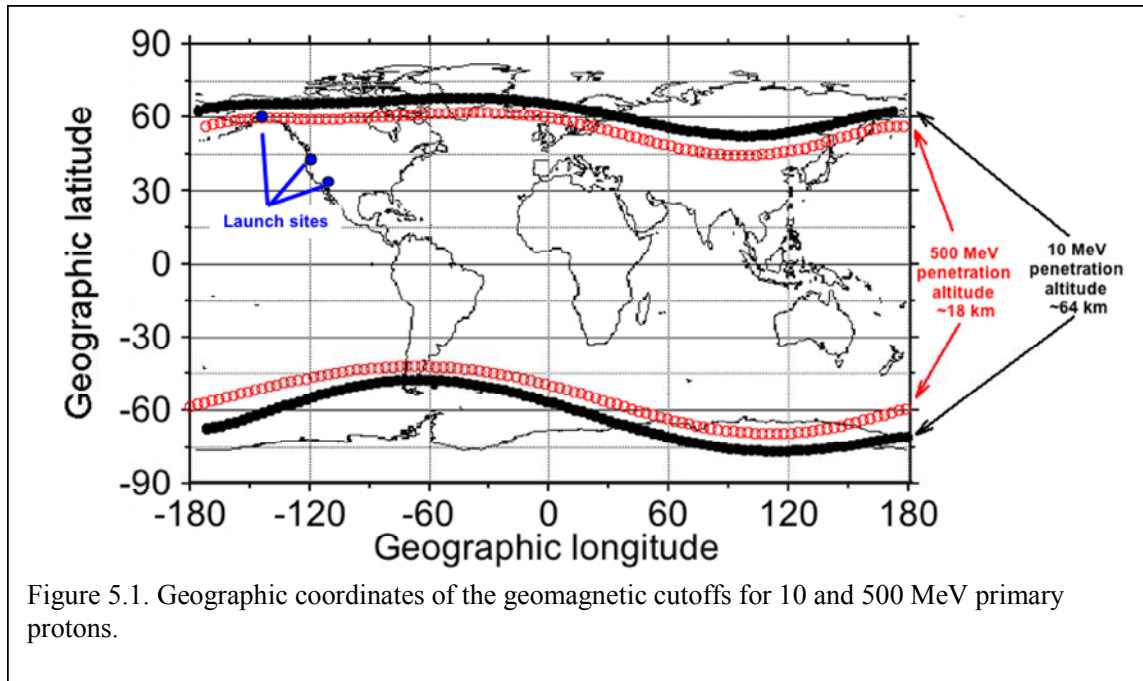 90
60
30
0
-30
-60
-90
Geographic latitude
Launch sites
500 MeV
penetration
altitude
~18 km
10 MeV
penetration
altitude
~64 km
-180 -120 -60 0 60 120 180
Geographic longitude
Figure 5.1. Geographic coordinates of the geomagnetic cutoffs for 10 and 500 MeV primary
protons.